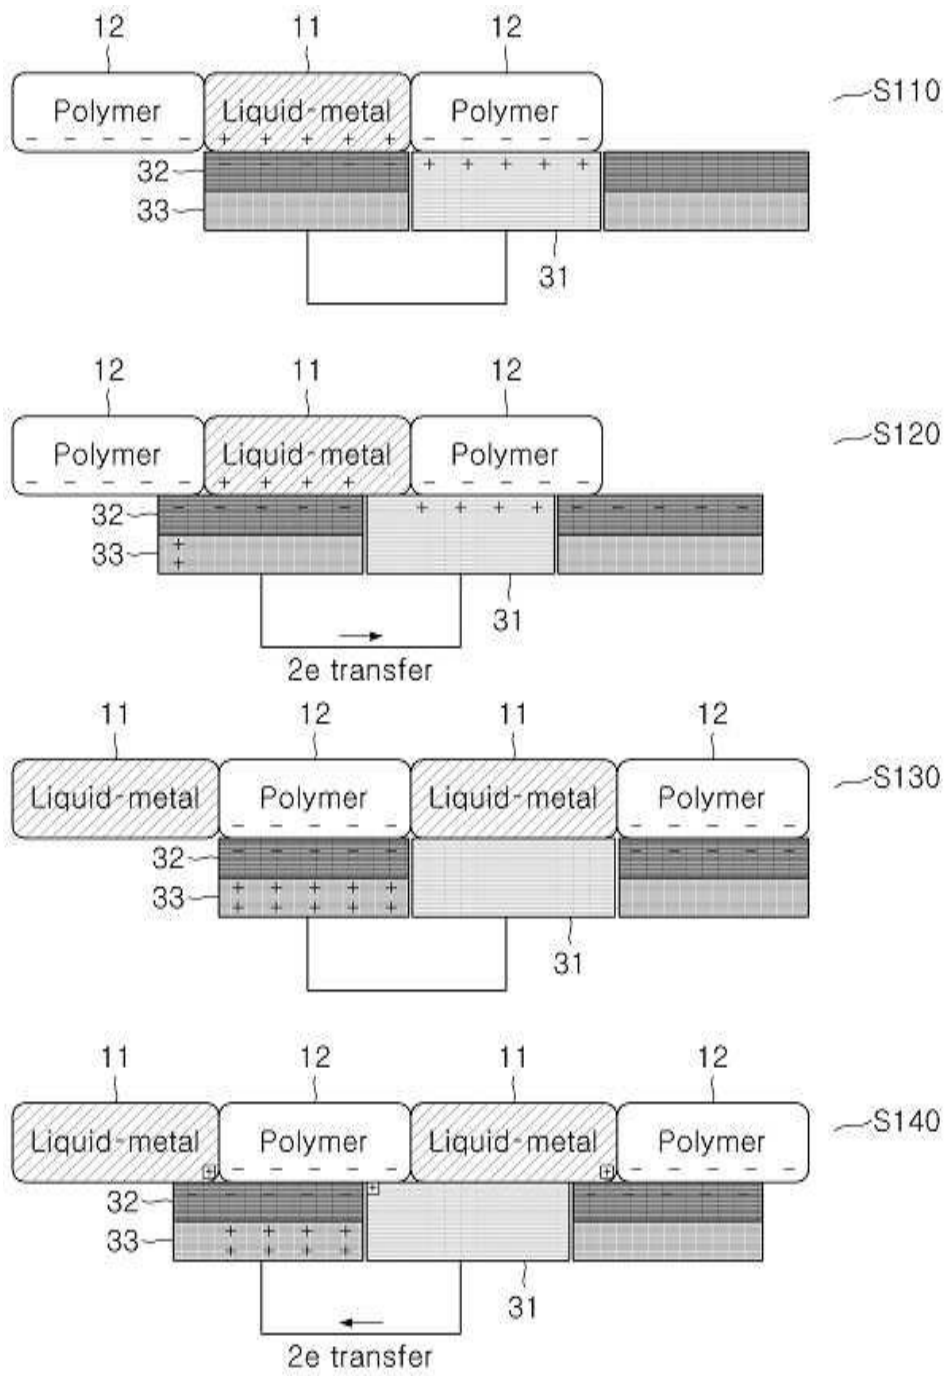 12 11 12
Polymer Liquid-metal Polymer S110
- - - - - + + + + + - - - - -
32 - - - - - + + + + +
33
31
12 11 12
Polymer Liquid-metal Polymer S120
- - - - - + + + + - - - - -
32 - - - - - + + + + - - - - -
33 +
+
31
2e transfer
11 12 11 12
Liquid-metal Polymer Liquid-metal Polymer S130
- - - - - - - - - -
32 - - - - - - - - - -
33 + + + + +
+ + + + +
31
11 12 11 12
Liquid-metal Polymer Liquid-metal Polymer S140
+ - - - - - + - - - - -
32 - - - - - + - - - - -
33 + + + +
+ + + +
31
2e transfer